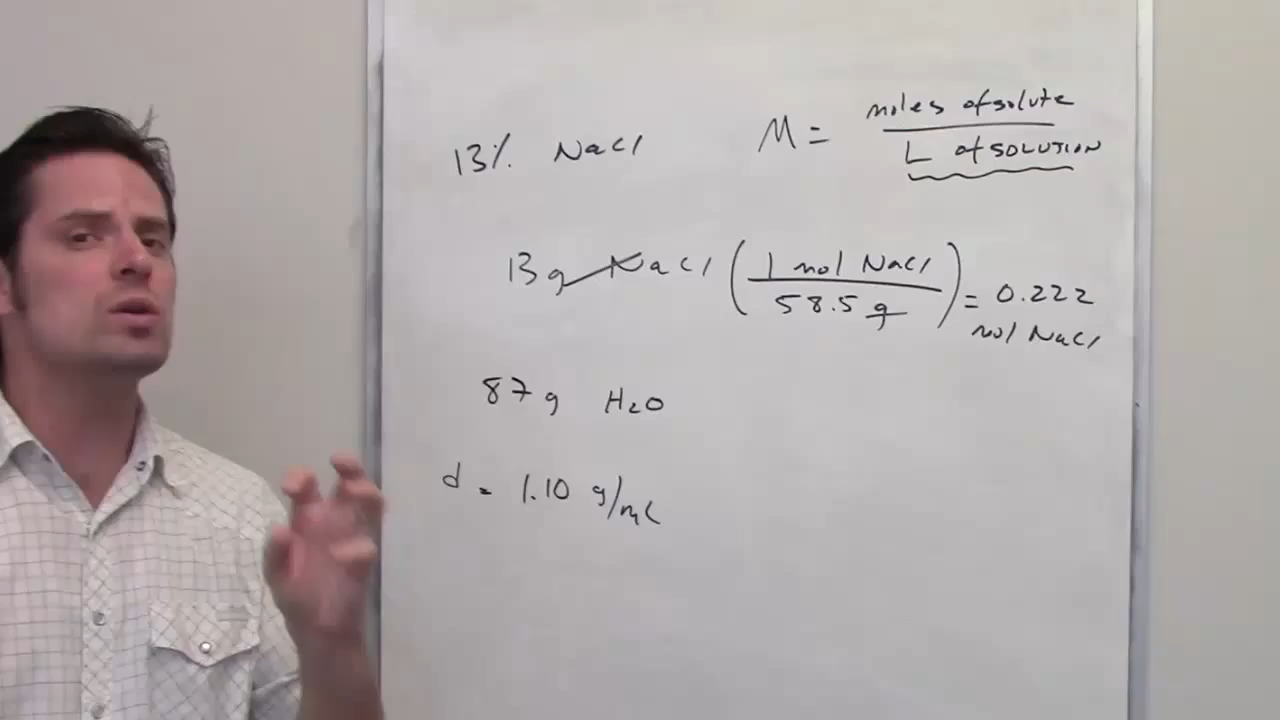 13% NaCl
M = moles of solute / L of SOLUTION
13g NaCl (1 mol NaCl / 58.5 g) = 0.222 mol NaCl
87g H2O
d = 1.10 g/mL